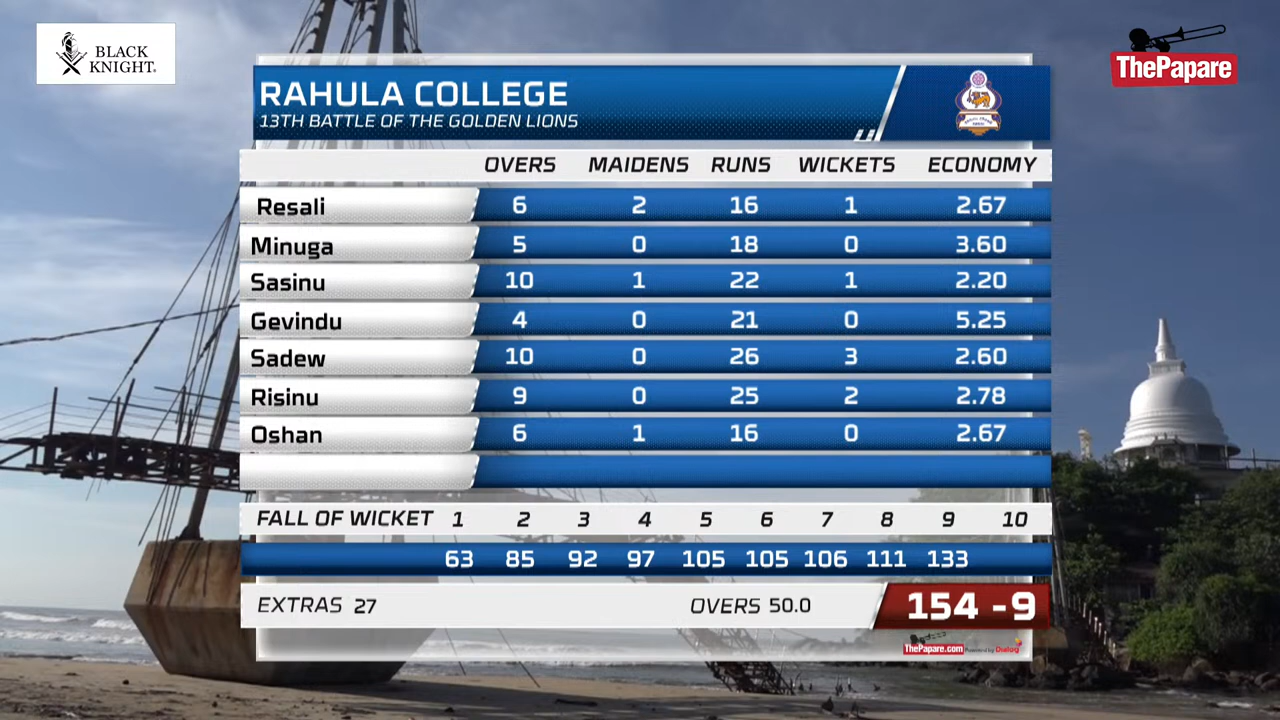 BLACK
KNIGHT
ThePapare
RAHULA COLLEGE
13TH BATTLE OF THE GOLDEN LIONS
OVERS MAIDENS RUNS WICKETS ECONOMY
Resali 6 2 16 1 2.67
Minuga 5 0 18 0 3.60
Sasinu 10 1 22 1 2.20
Gevindu 4 0 21 0 5.25
Sadew 10 0 26 3 2.60
Risinu 9 0 25 2 2.78
Oshan 6 1 16 0 2.67
FALL OF WICKET 1 2 3 4 5 6 7 8 9 10
63 85 92 97 105 105 106 111 133
EXTRAS 27 OVERS 50.0 154 -9
ThePapare.com Powered by Dialog